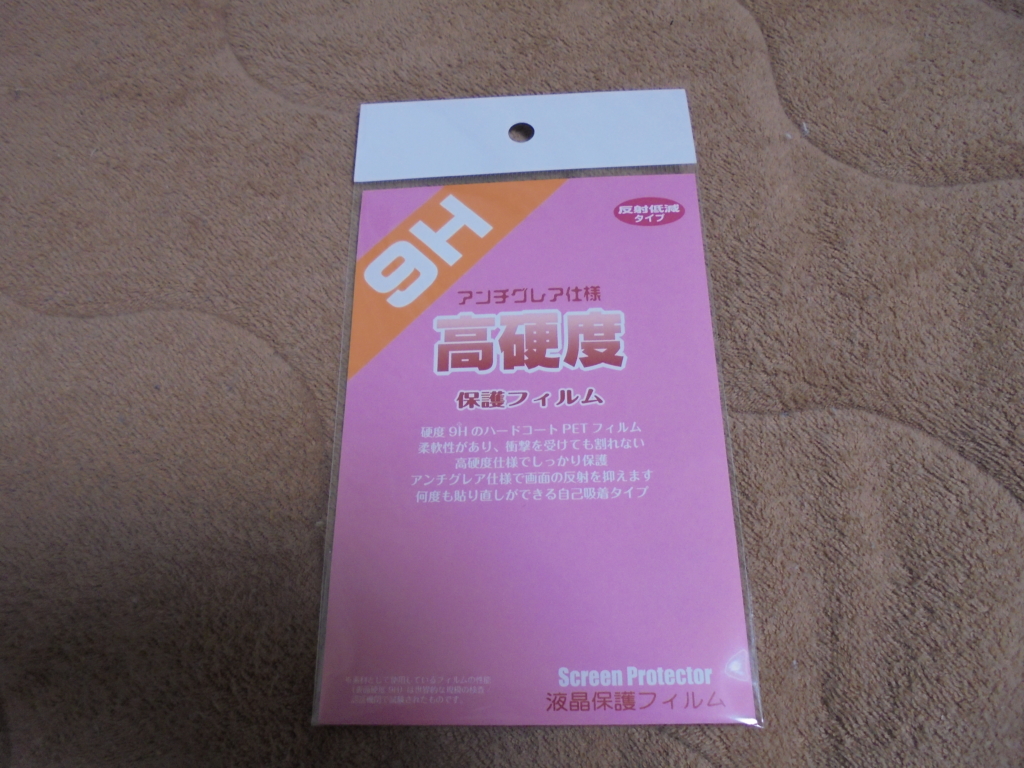 9H
反射低減
タイプ
アンチグレア仕様
高硬度
保護フィルム
硬度9HのハードコートPETフィルム
柔軟性があり、衝撃を受けても割れない
高硬度仕様でしっかり保護
アンチグレア仕様で画面の反射を抑えます
何度も貼り直しができる自己吸着タイプ
Screen Protector
液晶保護フィルム